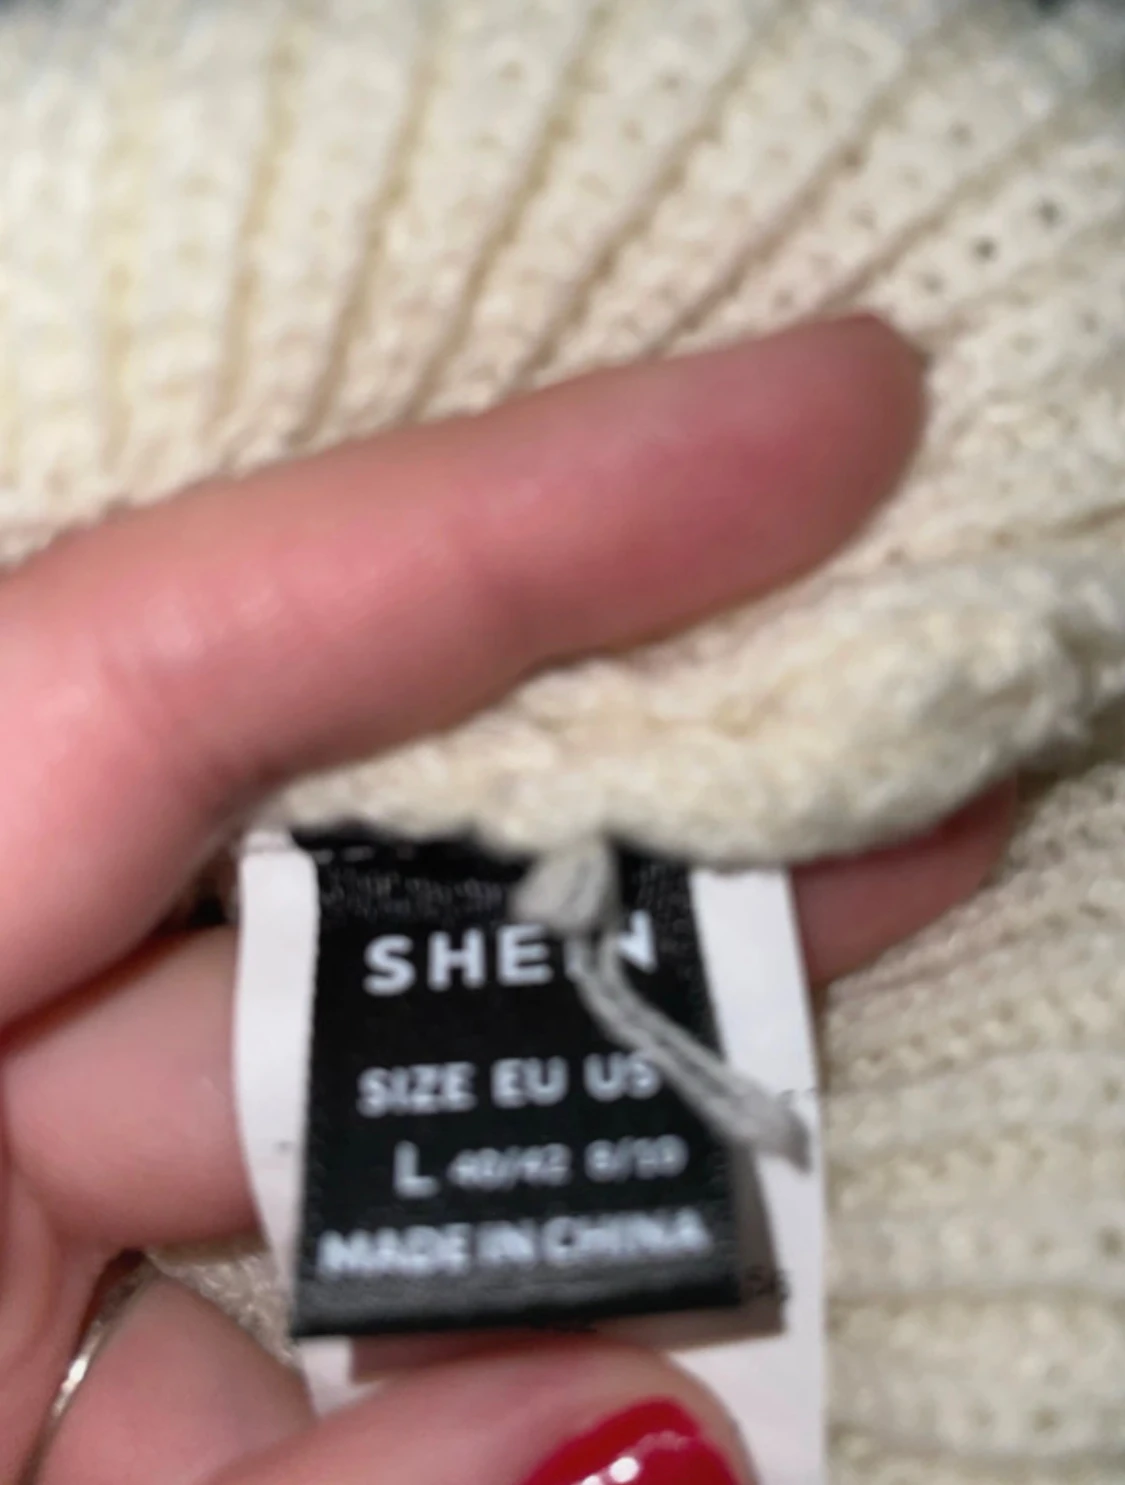 SHEIN
SIZE EU US
L 40/42 8/10
MADE IN CHINA